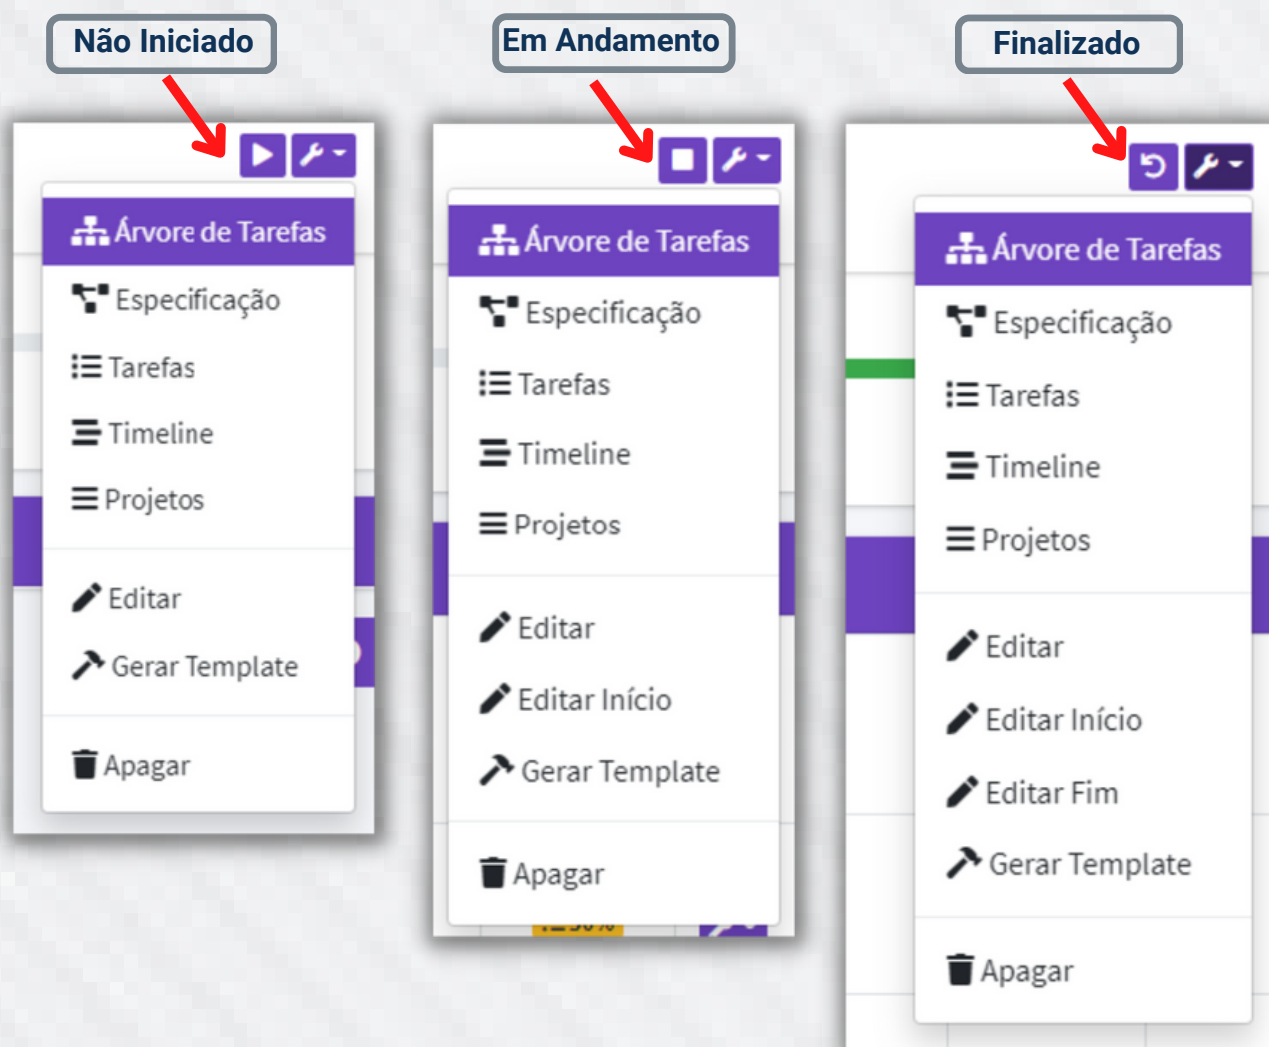 Não Iniciado
Árvore de Tarefas
Especificação
Tarefas
Timeline
Projetos
Editar
Gerar Template
Apagar
Em Andamento
Árvore de Tarefas
Especificação
Tarefas
Timeline
Projetos
Editar
Editar Início
Gerar Template
Apagar
Finalizado
Árvore de Tarefas
Especificação
Tarefas
Timeline
Projetos
Editar
Editar Início
Editar Fim
Gerar Template
Apagar